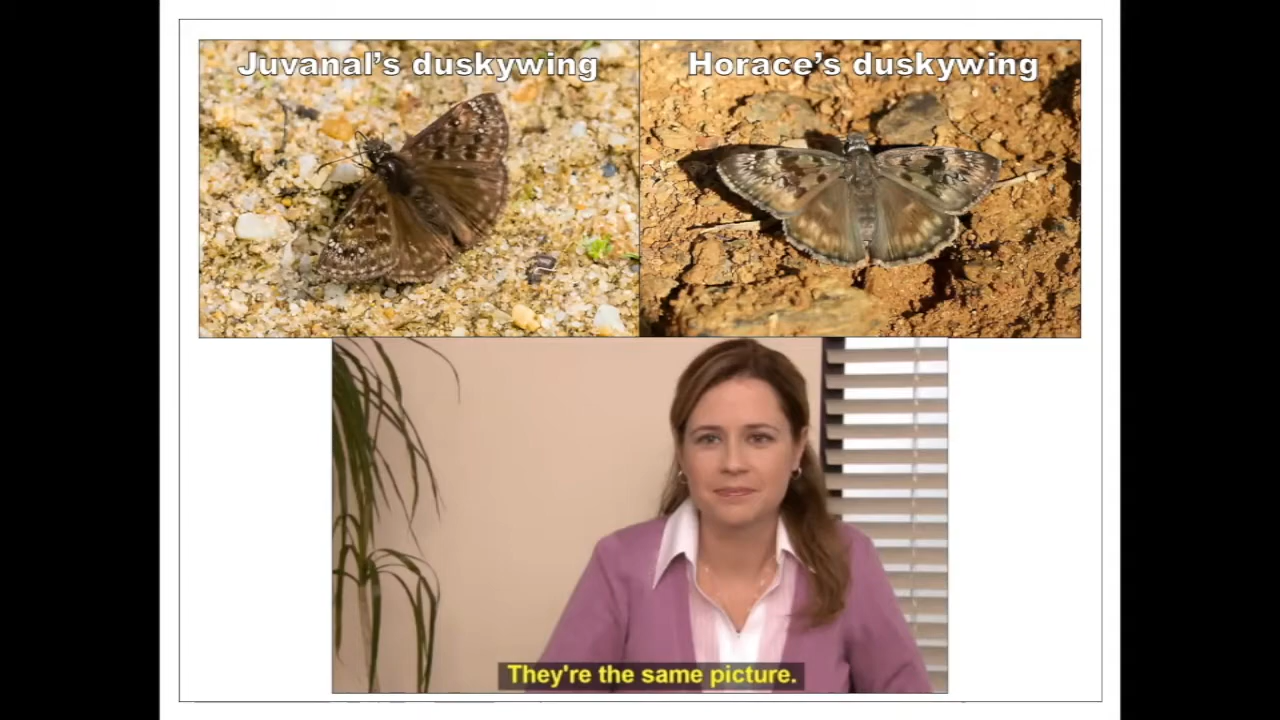 Juvanal's duskywing
Horace's duskywing
They're the same picture.